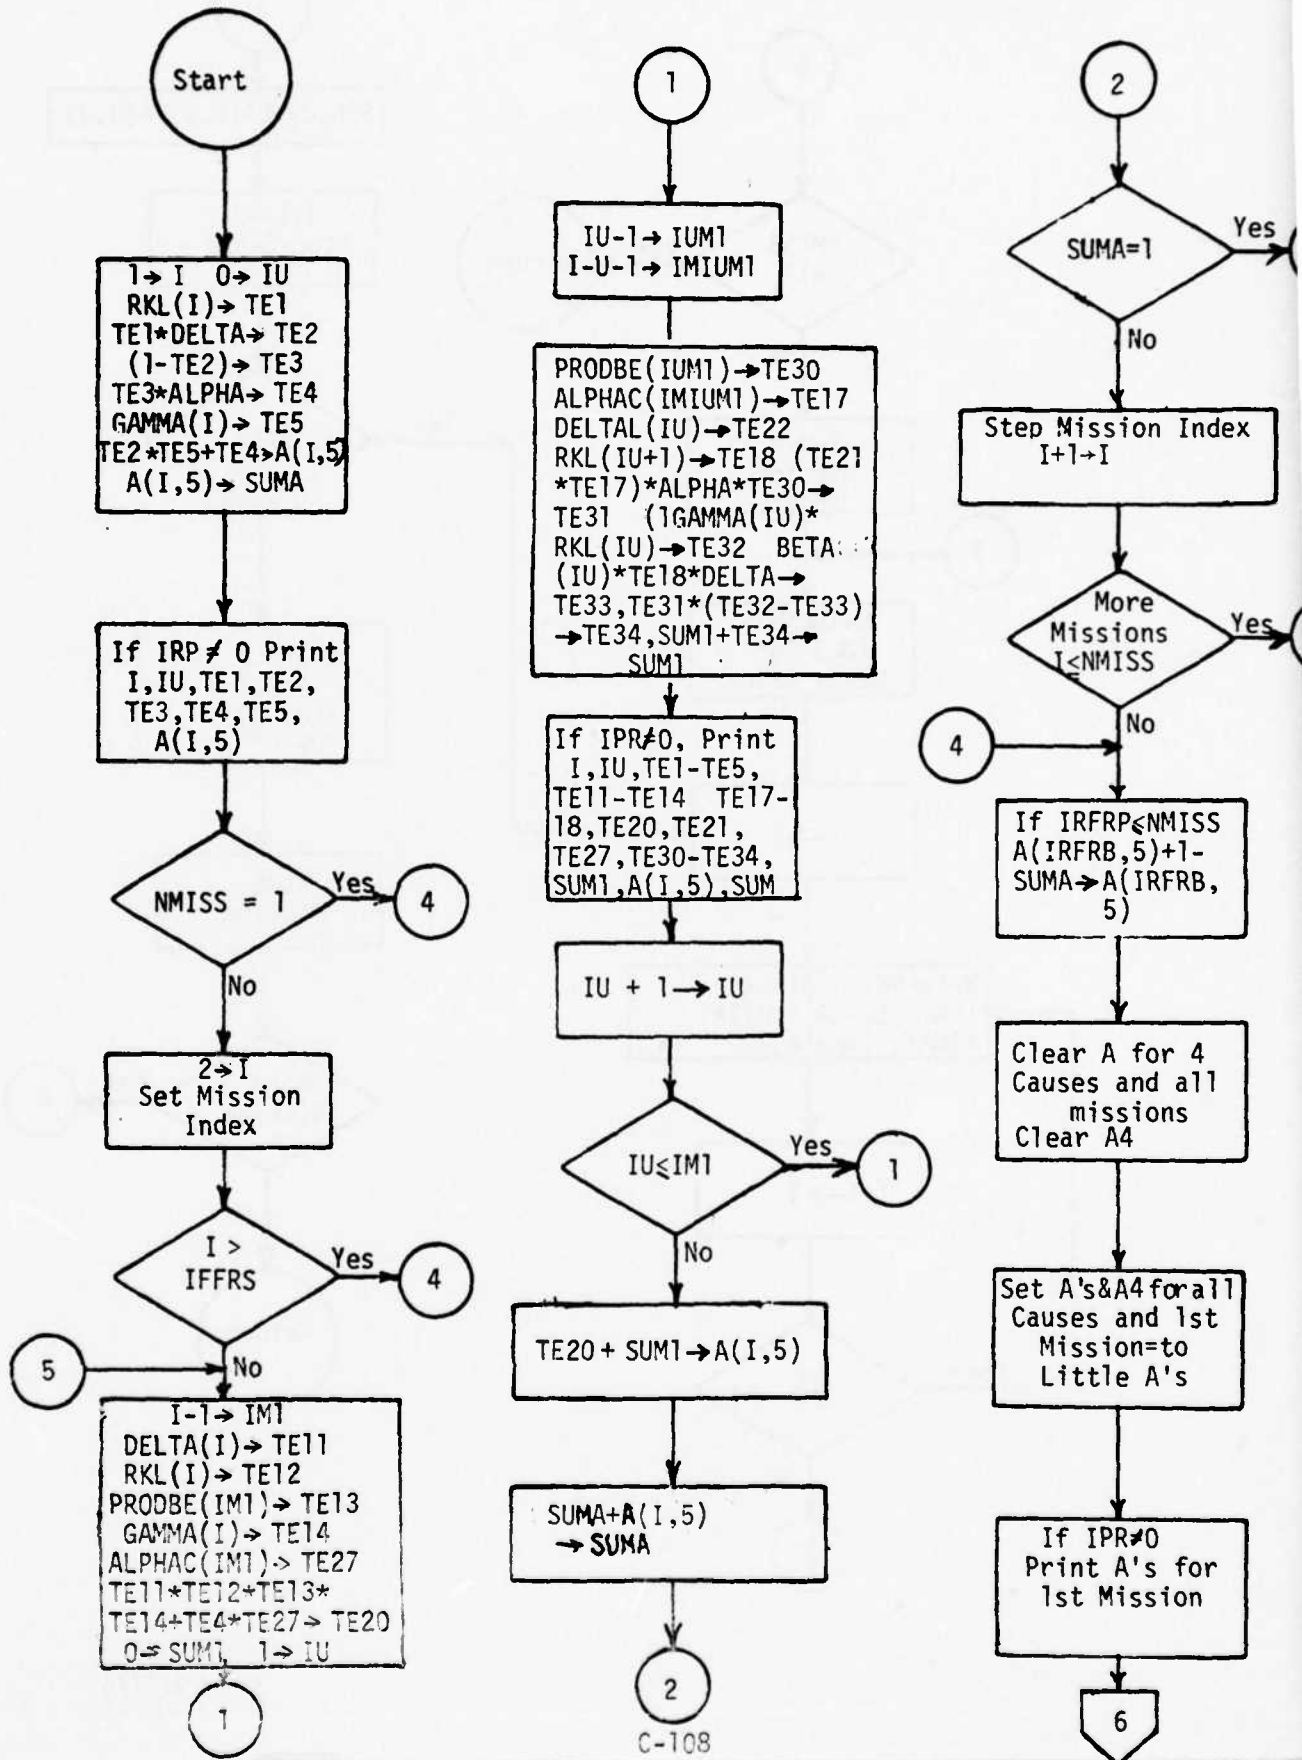 Start
1→ I 0→ IU
RKL(I)→ TE1
TE1*DELTA→ TE2
(1-TE2)→ TE3
TE3*ALPHA→ TE4
GAMMA(I)→ TE5
TE2*TE5+TE4→A(I,5)
A(I,5)→ SUMA
If IRP ≠ 0 Print
I,IU,TE1,TE2,
TE3,TE4,TE5,
A(I,5)
NMISS = 1
Yes
4
No
2→I
Set Mission
Index
I >
IFFRS
Yes
4
5
No
I-1→ IM1
DELTA(I)→ TE11
RKL(I)→ TE12
PRODBE(IM1)→ TE13
GAMMA(I)→ TE14
ALPHAC(IM1)-> TE27
TE11*TE12*TE13*
TE14+TE4*TE27→ TE20
0→ SUM1, 1→ IU
1
1
IU-1→ IUM1
I-U-1→ IMIUM1
PRODBE(IUM1)→TE30
ALPHAC(IMIUM1)→TE17
DELTAL(IU)→TE22
RKL(IU+1)→TE18 (TE21
*TE17)*ALPHA*TE30→
TE31 (1GAMMA(IU)*
RKL(IU)→TE32 BETA
(IU)*TE18*DELTA→
TE33,TE31*(TE32-TE33)
→TE34,SUM1+TE34→
SUM1
If IPR≠0, Print
I,IU,TE1-TE5,
TE11-TE14 TE17-
18,TE20,TE21,
TE27,TE30-TE34,
SUM1,A(I,5),SUM
IU + 1→ IU
IU≤IM1
Yes
1
No
TE20+ SUM1→A(I,5)
SUMA+A(I,5)
→ SUMA
2
C-108
2
SUMA=1
Yes
No
Step Mission Index
I+1→I
More
Missions
I≤NMISS
Yes
No
4
If IRFRP≤NMISS
A(IRFRB,5)+1-
SUMA→A(IRFRB,
5)
Clear A for 4
Causes and all
missions
Clear A4
Set A's&A4 for all
Causes and 1st
Mission=to
Little A's
If IPR≠0
Print A's for
1st Mission
6